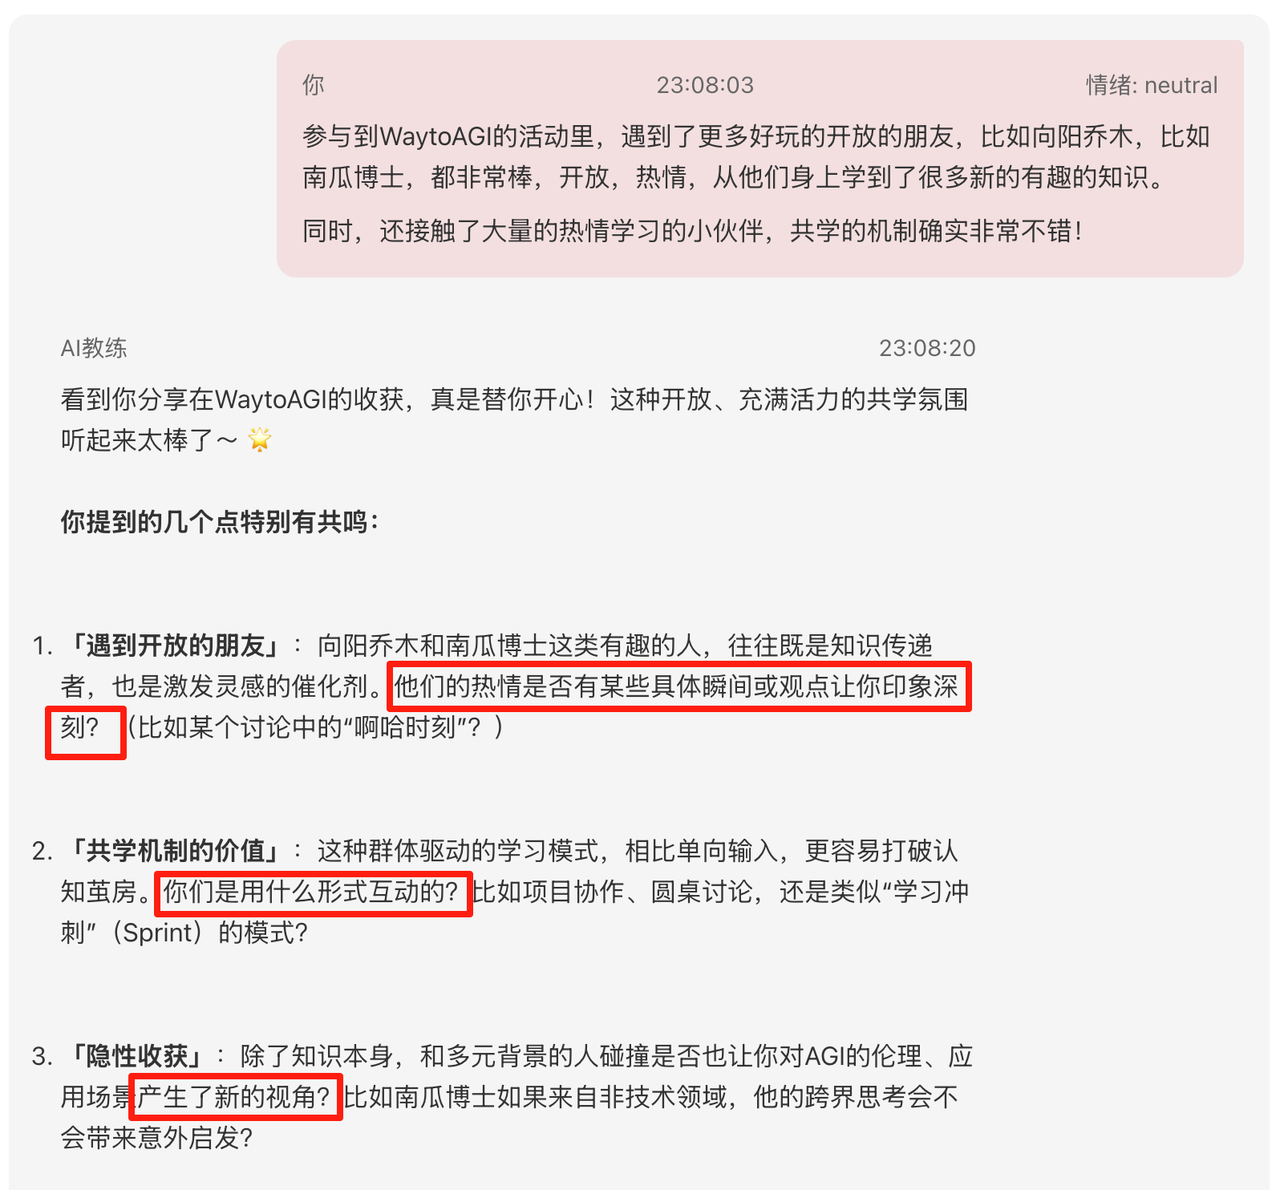 你 23:08:03 情绪: neutral
参与到WaytoAGI的活动里，遇到了更多好玩的开放的朋友，比如向阳乔木，比如
南瓜博士，都非常棒，开放，热情，从他们身上学到了很多新的有趣的知识。
同时，还接触了大量的热情学习的小伙伴，共学的机制确实非常不错！
AI教练 23:08:20
看到你分享在WaytoAGI的收获，真是替你开心！这种开放、充满活力的共学氛围
听起来太棒了～ 🌟
你提到的几个点特别有共鸣：
1. 「遇到开放的朋友」：向阳乔木和南瓜博士这类有趣的人，往往既是知识传递
者，也是激发灵感的催化剂。他们的热情是否有某些具体瞬间或观点让你印象深
刻？（比如某个讨论中的“啊哈时刻”？）
2. 「共学机制的价值」：这种群体驱动的学习模式，相比单向输入，更容易打破认
知茧房。你们是用什么形式互动的？比如项目协作、圆桌讨论，还是类似“学习冲
刺”（Sprint）的模式？
3. 「隐性收获」：除了知识本身，和多元背景的人碰撞是否也让你对AGI的伦理、应
用场景产生了新的视角？比如南瓜博士如果来自非技术领域，他的跨界思考会不
会带来意外启发？